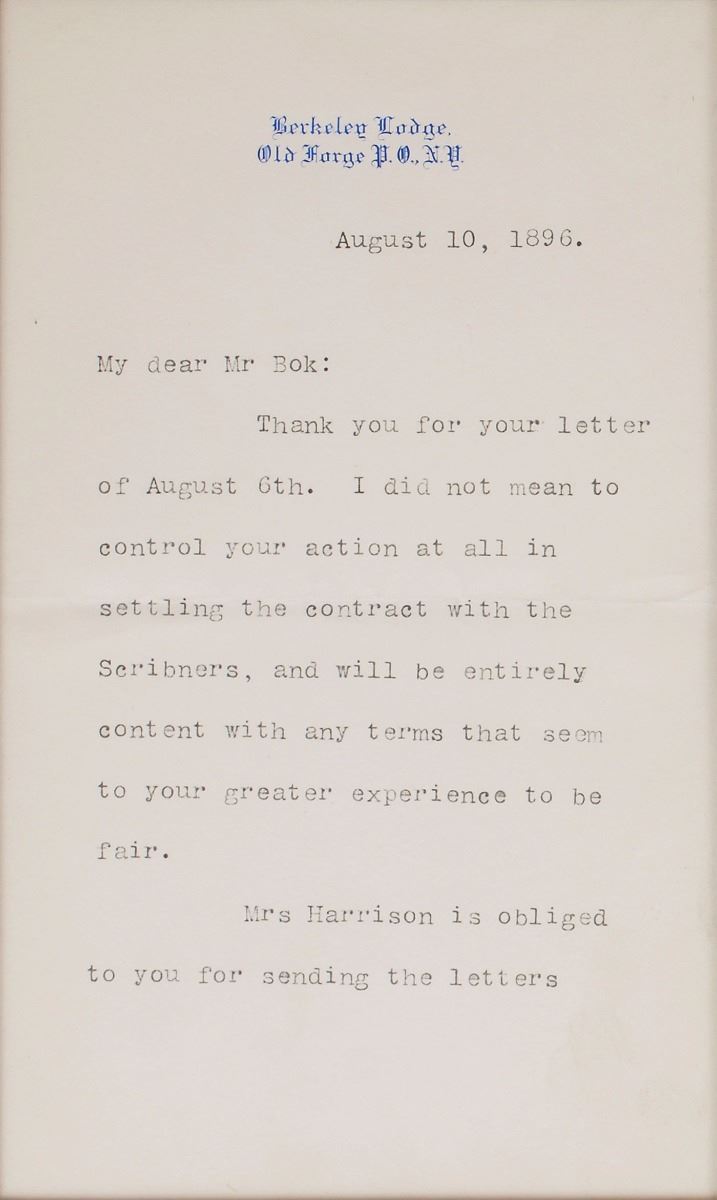 Berkeley Lodge,
Old Forge P.O., N.Y.
August 10, 1896.
My dear Mr Bok:
Thank you for your letter
of August 6th. I did not mean to
control your action at all in
settling the contract with the
Scribners, and will be entirely
content with any terms that seem
to your greater experience to be
fair.
Mrs Harrison is obliged
to you for sending the letters